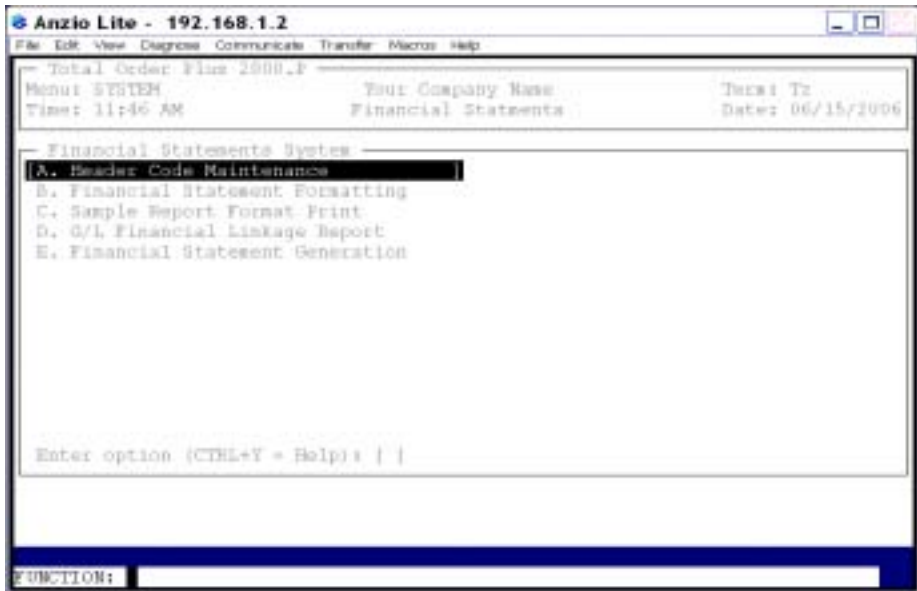 Anzio Lite - 192.168.1.2
File Edit View Diagnose Communicate Transfer Macros Help
Total Order Plus 2000.P
Menu: SYSTEM Your Company Name Term: Tz
Time: 11:46 AM Financial Statments Date: 06/15/2006
Financial Statements System
[A. Header Code Maintenance ]
B. Financial Statement Formatting
C. Sample Report Format Print
D. G/L Financial Linkage Report
E. Financial Statement Generation
Enter option (CTRL+Y = Help): [ ]
FUNCTION: